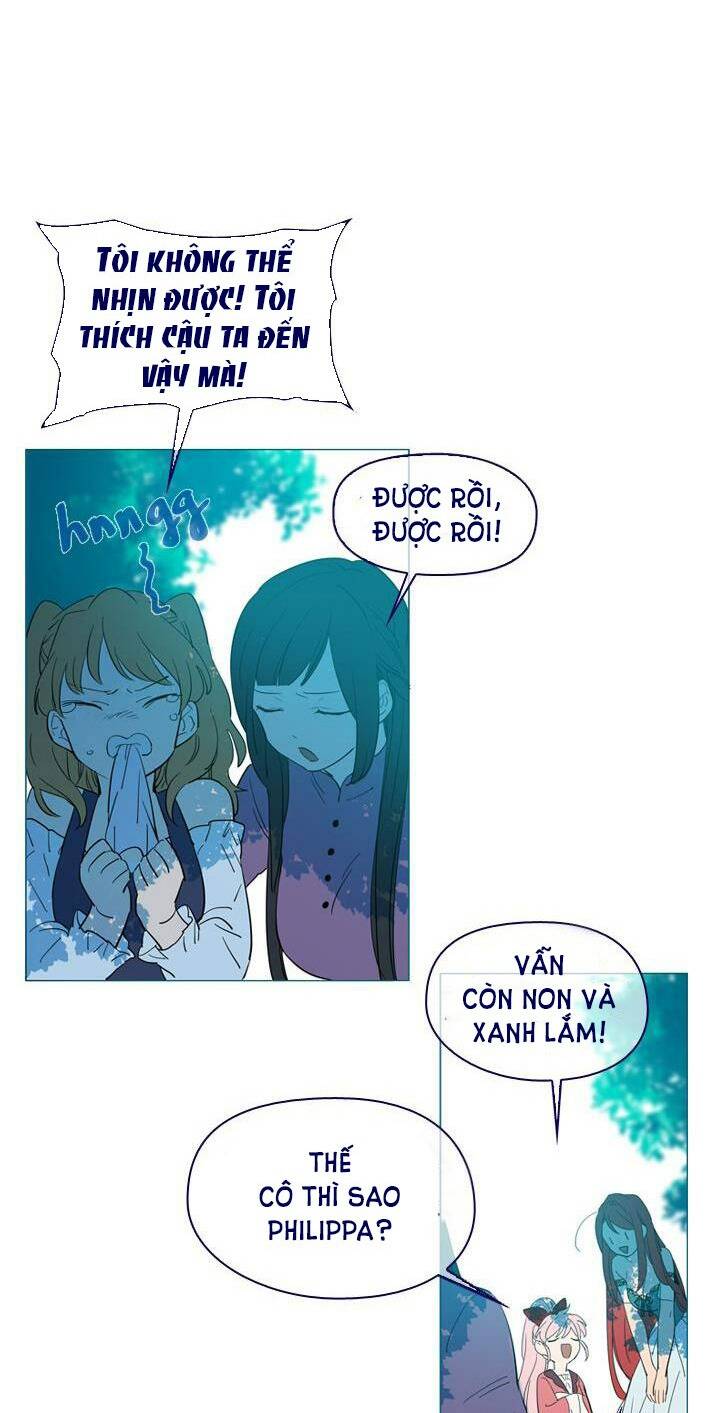 TÔI KHÔNG THỂ
NHỊN ĐƯỢC! TÔI
THÍCH CẬU TA ĐẾN
VẬY MÀ!
ĐƯỢC RỒI,
ĐƯỢC RỒI!
hnngg
VẪN
CÒN NON VÀ
XANH LẮM!
THẾ
CÔ THÌ SAO
PHILIPPA?